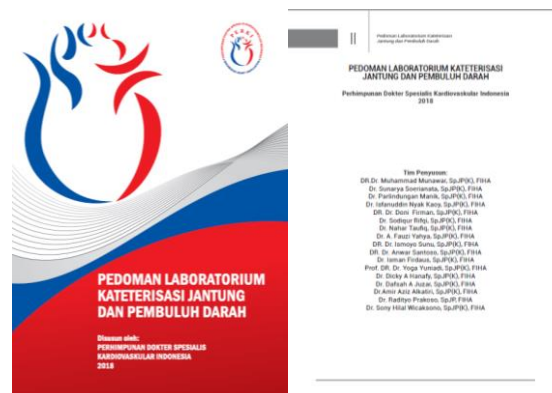 PERKI
PEDOMAN LABORATORIUM
KATETERISASI JANTUNG
DAN PEMBULUH DARAH
Disusun oleh:
PERHIMPUNAN DOKTER SPESIALIS
KARDIOVASKULAR INDONESIA
2018
II
Pedoman Laboratorium Kateterisasi
Jantung dan Pembuluh Darah
PEDOMAN LABORATORIUM KATETERISASI
JANTUNG DAN PEMBULUH DARAH
Perhimpunan Dokter Spesialis Kardiovaskular Indonesia
2018
Tim Penyusun:
DR.Dr. Muhammad Munawar, SpJP(K), FIHA
Dr. Sunarya Soerianata, SpJP(K), FIHA
Dr. Parlindungan Manik, SpJP(K), FIHA
Dr. Isfanuddin Nyak Kaoy, SpJP(K), FIHA
DR. Dr. Doni Firman, SpJP(K), FIHA
Dr. Sodiqur Rifqi, SpJP(K), FIHA
Dr. Nahar Taufiq, SpJP(K), FIHA
Dr. A. Fauzi Yahya, SpJP(K), FIHA
DR. Dr. Ismoyo Sunu, SpJP(K), FIHA
DR. Dr. Anwar Santoso, SpJP(K), FIHA
Dr. Isman Firdaus, SpJP(K), FIHA
Prof. DR. Dr. Yoga Yuniadi, SpJP(K), FIHA
Dr. Dicky A Hanafy, SpJP(K), FIHA
Dr. Dafsah A Juzar, SpJP(K), FIHA
Dr Amir Aziz Alkatiri, SpJP(K), FIHA
Dr. Radityo Prakoso, SpJP, FIHA
Dr. Sony Hilal Wicaksono, SpJP(K), FIHA